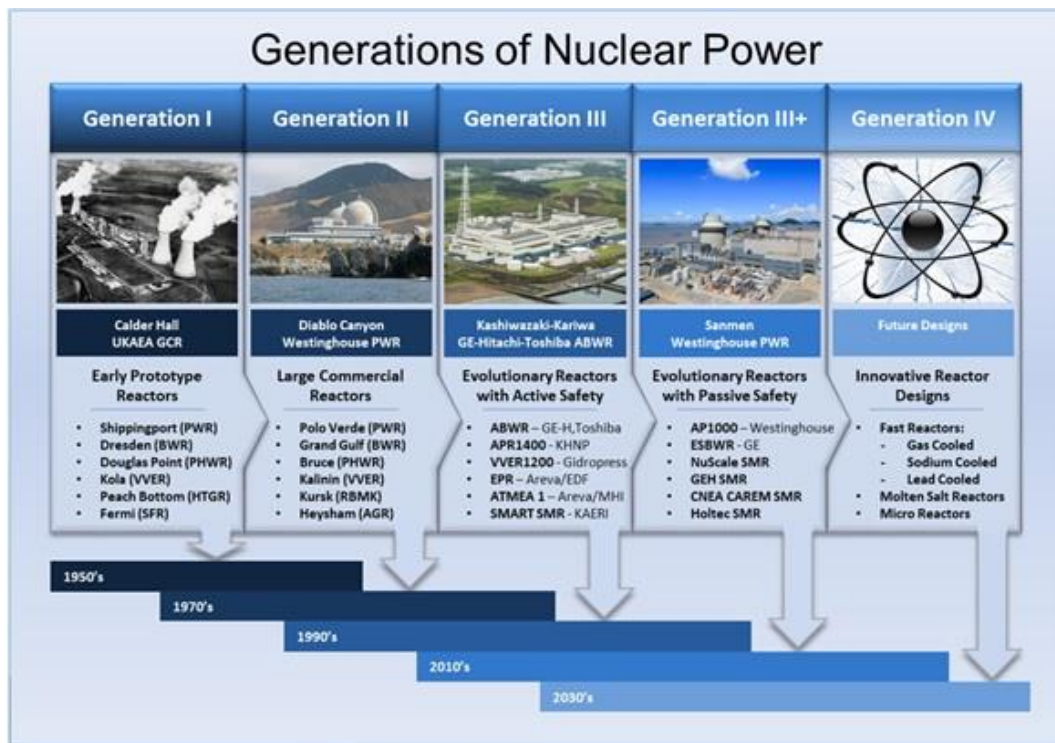 Generations of Nuclear Power
Generation I
Generation II
Generation III
Generation III+
Generation IV
Calder Hall
UKAEA GCR
Diablo Canyon
Westinghouse PWR
Kashiwazaki-Kariwa
GE-Hitachi-Toshiba ABWR
Sanmen
Westinghouse PWR
Future Designs
Early Prototype
Reactors
• Shippingport (PWR)
• Dresden (BWR)
• Douglas Point (PHWR)
• Kola (VVER)
• Peach Bottom (HTGR)
• Fermi (SFR)
Large Commercial
Reactors
• Polo Verde (PWR)
• Grand Gulf (BWR)
• Bruce (PHWR)
• Kalinin (VVER)
• Kursk (RBMK)
• Heysham (AGR)
Evolutionary Reactors
with Active Safety
• ABWR – GE-H,Toshiba
• APR1400 - KHNP
• VVER1200 - Gidropress
• EPR – Areva/EDF
• ATMEA 1 – Areva/MHI
• SMART SMR - KAERI
Evolutionary Reactors
with Passive Safety
• AP1000 – Westinghouse
• ESBWR - GE
• NuScale SMR
• GEH SMR
• CNEA CAREM SMR
• Holtec SMR
Innovative Reactor
Designs
• Fast Reactors:
- Gas Cooled
- Sodium Cooled
- Lead Cooled
• Molten Salt Reactors
• Micro Reactors
1950's
1970's
1990's
2010's
2030's